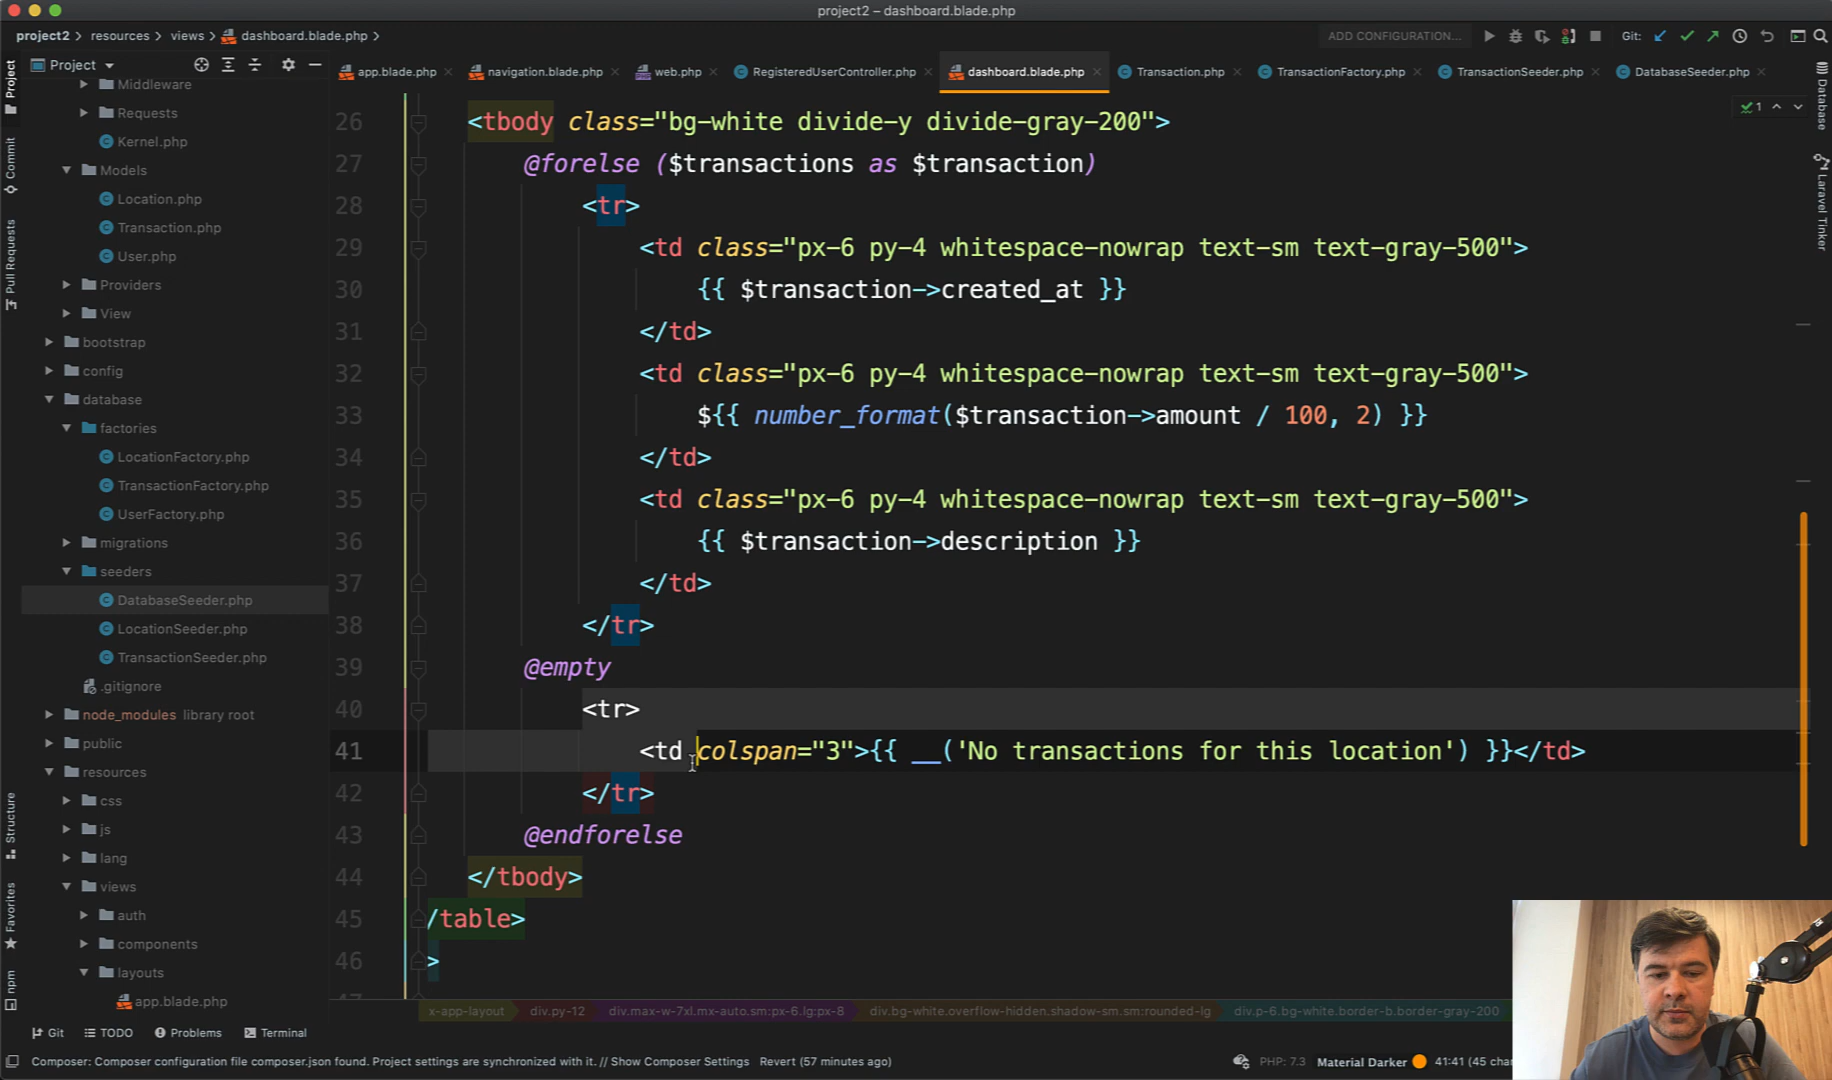 project2 – dashboard.blade.php
project2 > resources > views > dashboard.blade.php >
ADD CONFIGURATION...
Git:
Project
app.blade.php
navigation.blade.php
web.php
RegisteredUserController.php
dashboard.blade.php
Transaction.php
TransactionFactory.php
TransactionSeeder.php
DatabaseSeeder.php
Project
Commit
Pull Requests
Structure
Favorites
npm
Middleware
Requests
Kernel.php
Models
Location.php
Transaction.php
User.php
Providers
View
bootstrap
config
database
factories
LocationFactory.php
TransactionFactory.php
UserFactory.php
migrations
seeders
DatabaseSeeder.php
LocationSeeder.php
TransactionSeeder.php
.gitignore
node_modules library root
public
resources
css
js
lang
views
auth
components
layouts
app.blade.php
26 <tbody class="bg-white divide-y divide-gray-200">
27 @forelse ($transactions as $transaction)
28 <tr>
29 <td class="px-6 py-4 whitespace-nowrap text-sm text-gray-500">
30 {{ $transaction->created_at }}
31 </td>
32 <td class="px-6 py-4 whitespace-nowrap text-sm text-gray-500">
33 ${{ number_format($transaction->amount / 100, 2) }}
34 </td>
35 <td class="px-6 py-4 whitespace-nowrap text-sm text-gray-500">
36 {{ $transaction->description }}
37 </td>
38 </tr>
39 @empty
40 <tr>
41 <td colspan="3">{{ __('No transactions for this location') }}</td>
42 </tr>
43 @endforelse
44 </tbody>
45 /table>
46 >
1
Database
Laravel Tinker
x-app-layout
div.py-12
div.max-w-7xl.mx-auto.sm:px-6.lg:px-8
div.bg-white.overflow-hidden.shadow-sm.sm:rounded-lg
div.p-6.bg-white.border-b.border-gray-200
Git
TODO
Problems
Terminal
Composer: Composer configuration file composer.json found. Project settings are synchronized with it. // Show Composer Settings Revert (57 minutes ago)
PHP: 7.3
Material Darker
41:41 (45 char